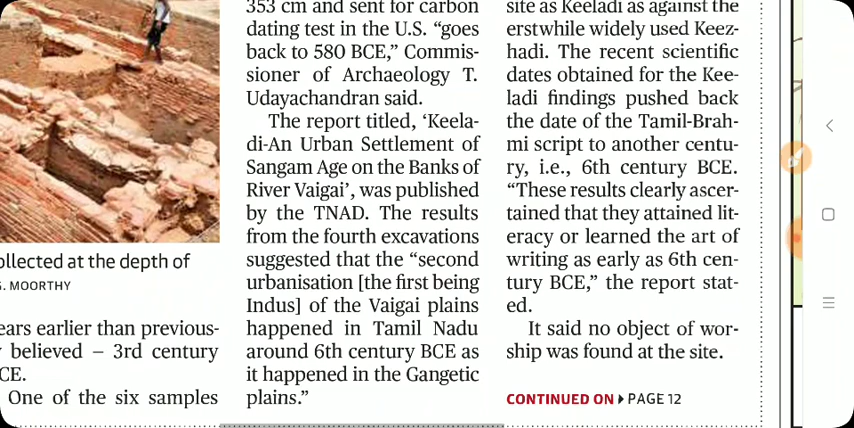 ollected at the depth of
G. MOORTHY
ears earlier than previous-
believed – 3rd century
CE.
One of the six samples
353 cm and sent for carbon
dating test in the U.S. “goes
back to 580 BCE,” Commis-
sioner of Archaeology T.
Udayachandran said.
The report titled, ‘Keela-
di-An Urban Settlement of
Sangam Age on the Banks of
River Vaigai’, was published
by the TNAD. The results
from the fourth excavations
suggested that the “second
urbanisation [the first being
Indus] of the Vaigai plains
happened in Tamil Nadu
around 6th century BCE as
it happened in the Gangetic
plains.”
site as Keeladi as against the
erstwhile widely used Keez-
hadi. The recent scientific
dates obtained for the Kee-
ladi findings pushed back
the date of the Tamil-Brah-
mi script to another centu-
ry, i.e., 6th century BCE.
“These results clearly ascer-
tained that they attained lit-
eracy or learned the art of
writing as early as 6th cen-
tury BCE,” the report stat-
ed.
It said no object of wor-
ship was found at the site.
CONTINUED ON PAGE 12